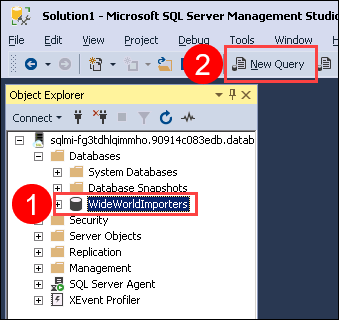 Solution1 - Microsoft SQL Server Management Studio
File Edit View Project Debug Tools Window
2
New Query
Object Explorer
Connect
sqlmi-fg3tdhlqimmho.90914c083edb.datab
Databases
System Databases
Database Snapshots
1
WideWorldImporters
Security
Server Objects
Replication
Management
SQL Server Agent
XEvent Profiler